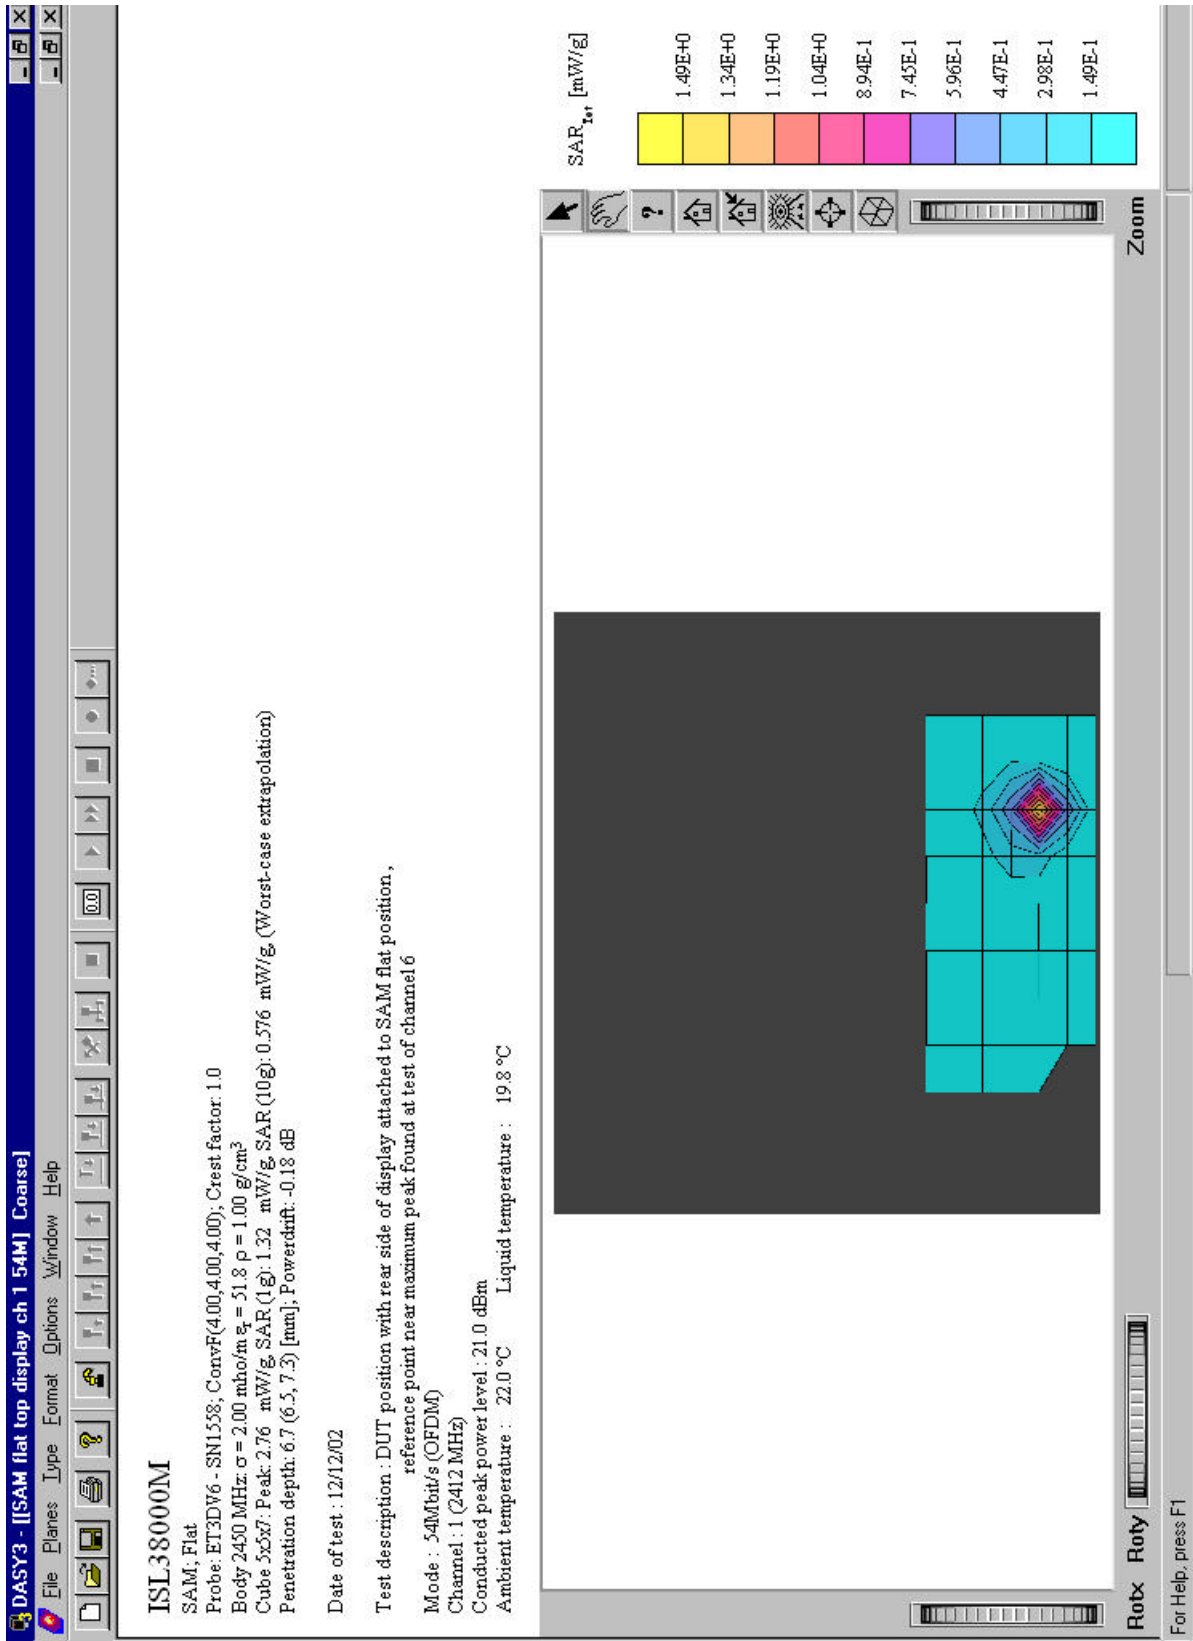 DASY3 - [[SAM flat top display ch 1 54M] Coarse]
File Planes Type Format Options Window Help
0.0
ISL38000M
SAM; Flat
Probe: ET3DV6 - SN1558; ConvF(4.00,4.00,4.00); Crest factor: 1.0
Body 2450 MHz: σ = 2.00 mho/m εr = 51.8 ρ = 1.00 g/cm³
Cube 5x5x7: Peak: 2.76 mW/g, SAR (1g): 1.32 mW/g, SAR (10g): 0.576 mW/g, (Worst-case extrapolation)
Penetration depth: 6.7 (6.5, 7.3) [mm]; Powerdrift: -0.18 dB
Date of test : 12/12/02
Test description : DUT position with rear side of display attached to SAM flat position ,
reference point near maximum peak found at test of channel 6
Mode : 54Mbit/s (OFDM)
Channel : 1 (2412 MHz)
Conducted peak power level : 21.0 dBm
Ambient temperature : 22.0 °C Liquid temperature : 19.8 °C
SARTot [mW/g]
1.49E+0
1.34E+0
1.19E+0
1.04E+0
8.94E-1
7.45E-1
5.96E-1
4.47E-1
2.98E-1
1.49E-1
Rotx Roty Zoom
For Help, press F1